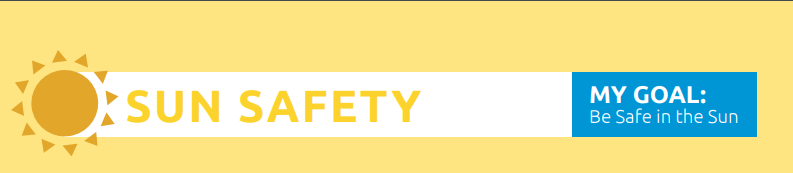 SUN SAFETY
MY GOAL:
Be Safe in the Sun